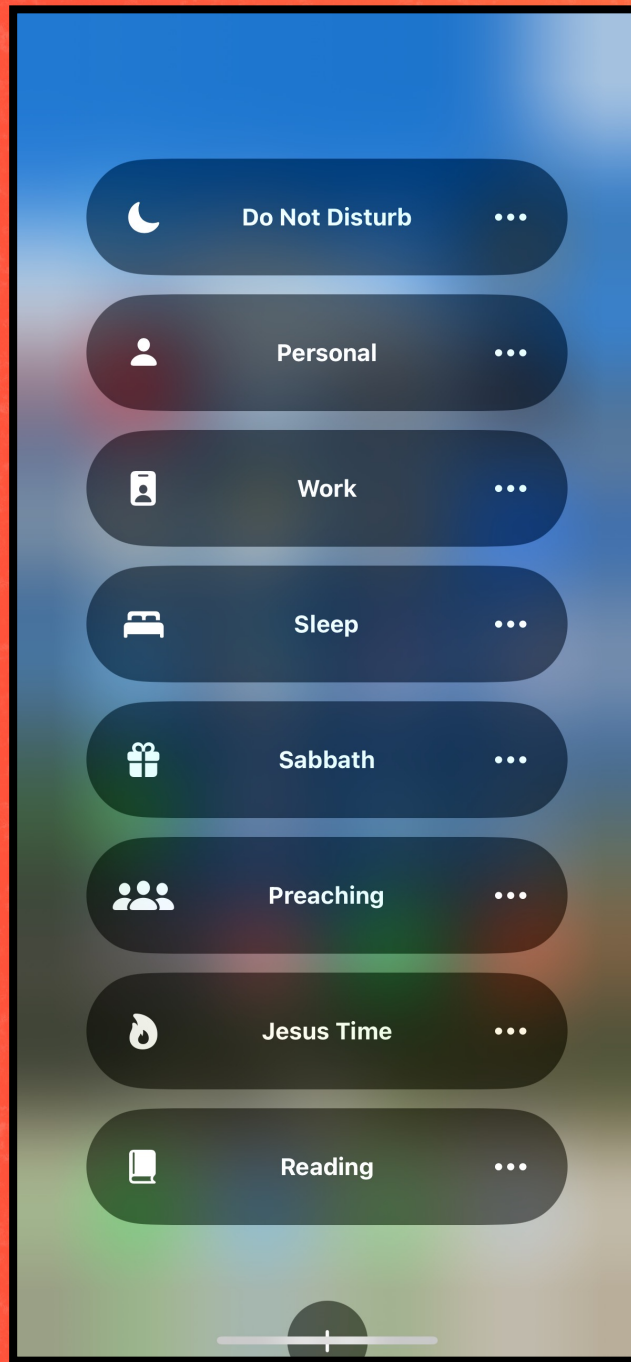 Do Not Disturb
Personal
Work
Sleep
Sabbath
Preaching
Jesus Time
Reading